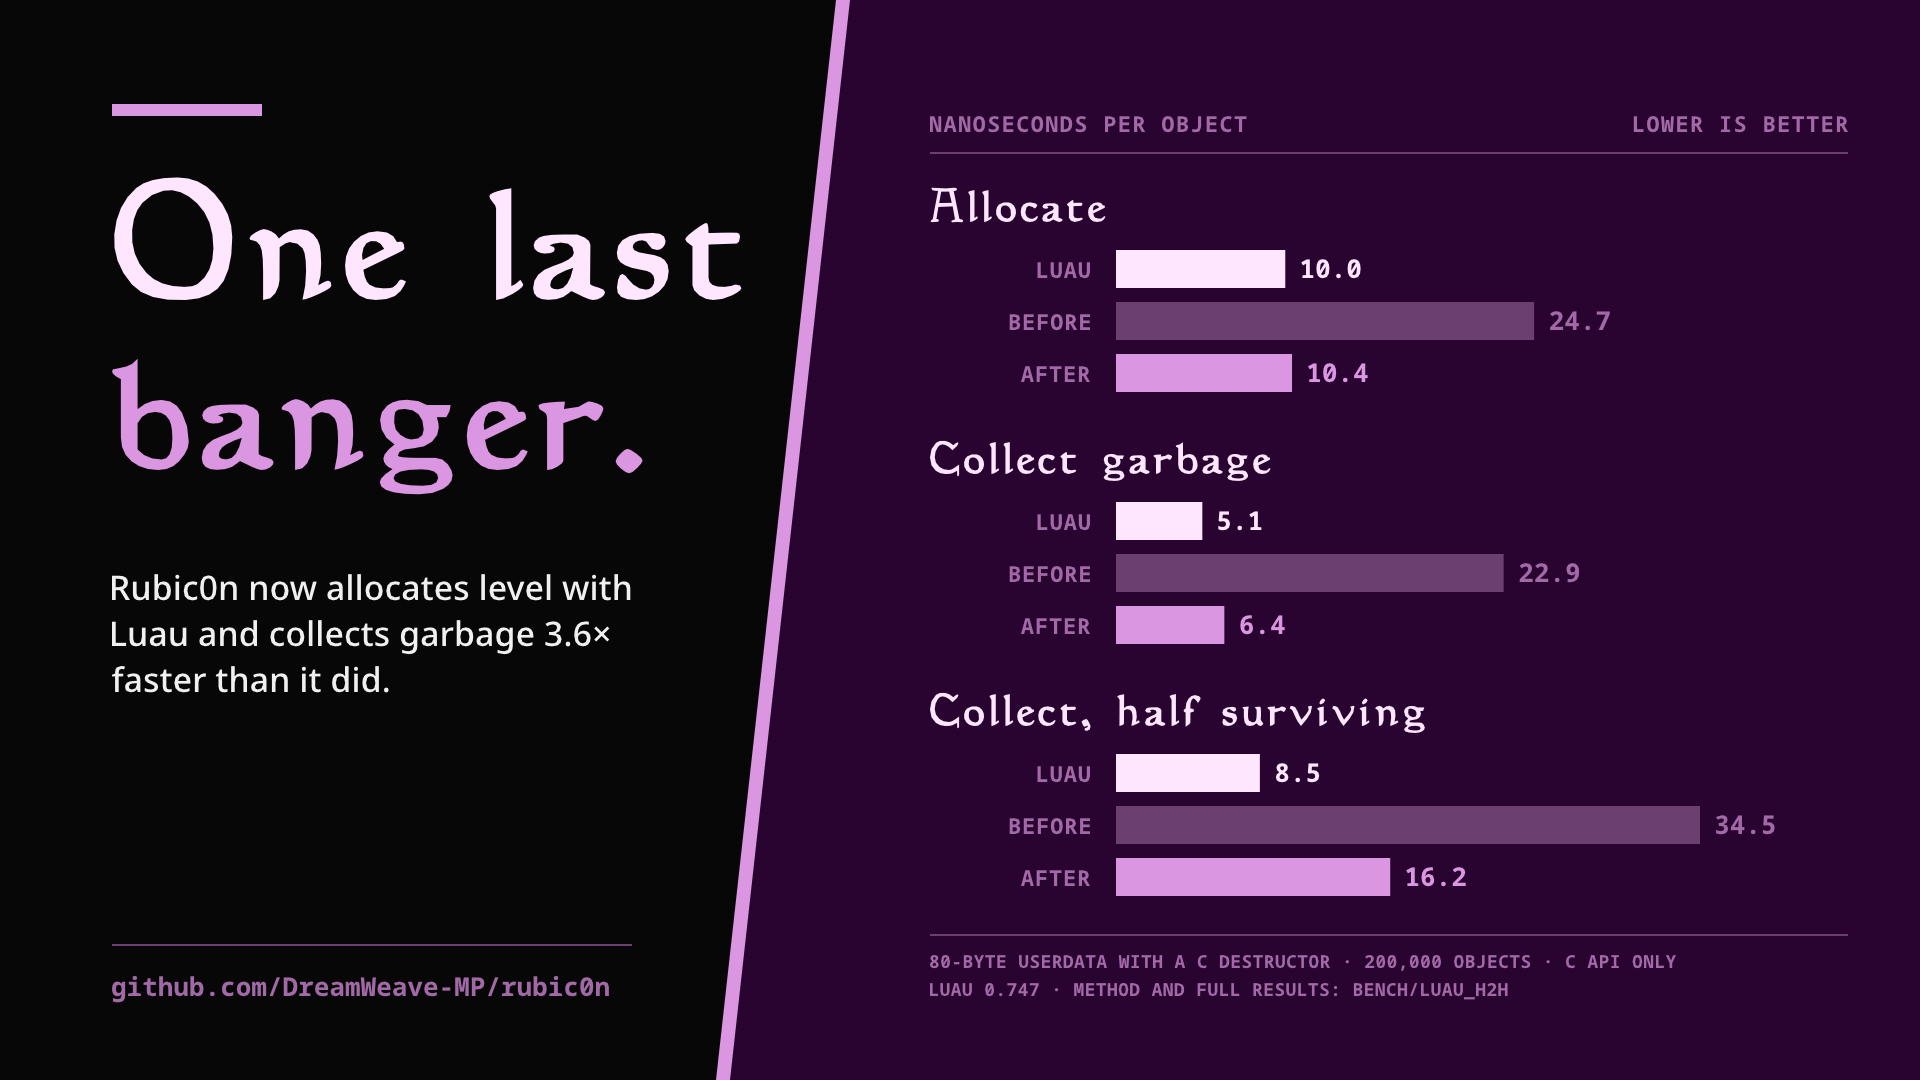 One last
banger.
Rubic0n now allocates level with
Luau and collects garbage 3.6×
faster than it did.
github.com/DreamWeave-MP/rubic0n
NANOSECONDS PER OBJECT LOWER IS BETTER
Allocate
LUAU 10.0
BEFORE 24.7
AFTER 10.4
Collect garbage
LUAU 5.1
BEFORE 22.9
AFTER 6.4
Collect, half surviving
LUAU 8.5
BEFORE 34.5
AFTER 16.2
80-BYTE USERDATA WITH A C DESTRUCTOR · 200,000 OBJECTS · C API ONLY
LUAU 0.747 · METHOD AND FULL RESULTS: BENCH/LUAU_H2H